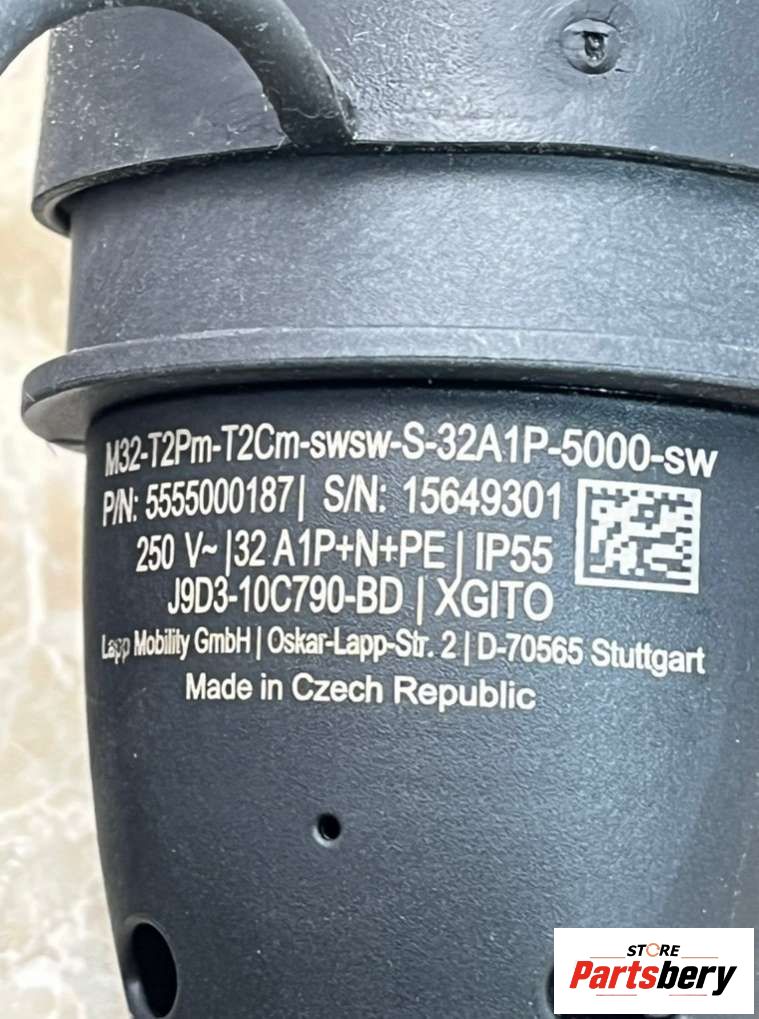 M32-T2Pm-T2Cm-swsw-S-32A1P-5000-sw
P/N: 5555000187| S/N: 15649301
250 V~ |32 A1P+N+PE | IP55
J9D3-10C790-BD | XGITO
Lapp Mobility GmbH | Oskar-Lapp-Str. 2 | D-70565 Stuttgart
Made in Czech Republic
STORE
Partsbery